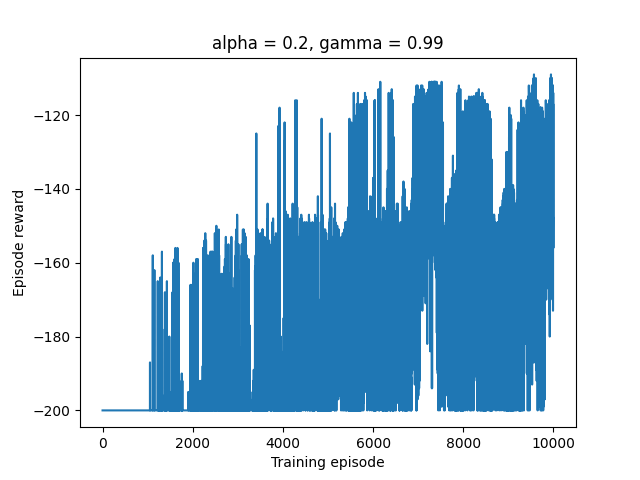 alpha = 0.2, gamma = 0.99
Episode reward
−120
−140
−160
−180
−200
0 2000 4000 6000 8000 10000
Training episode